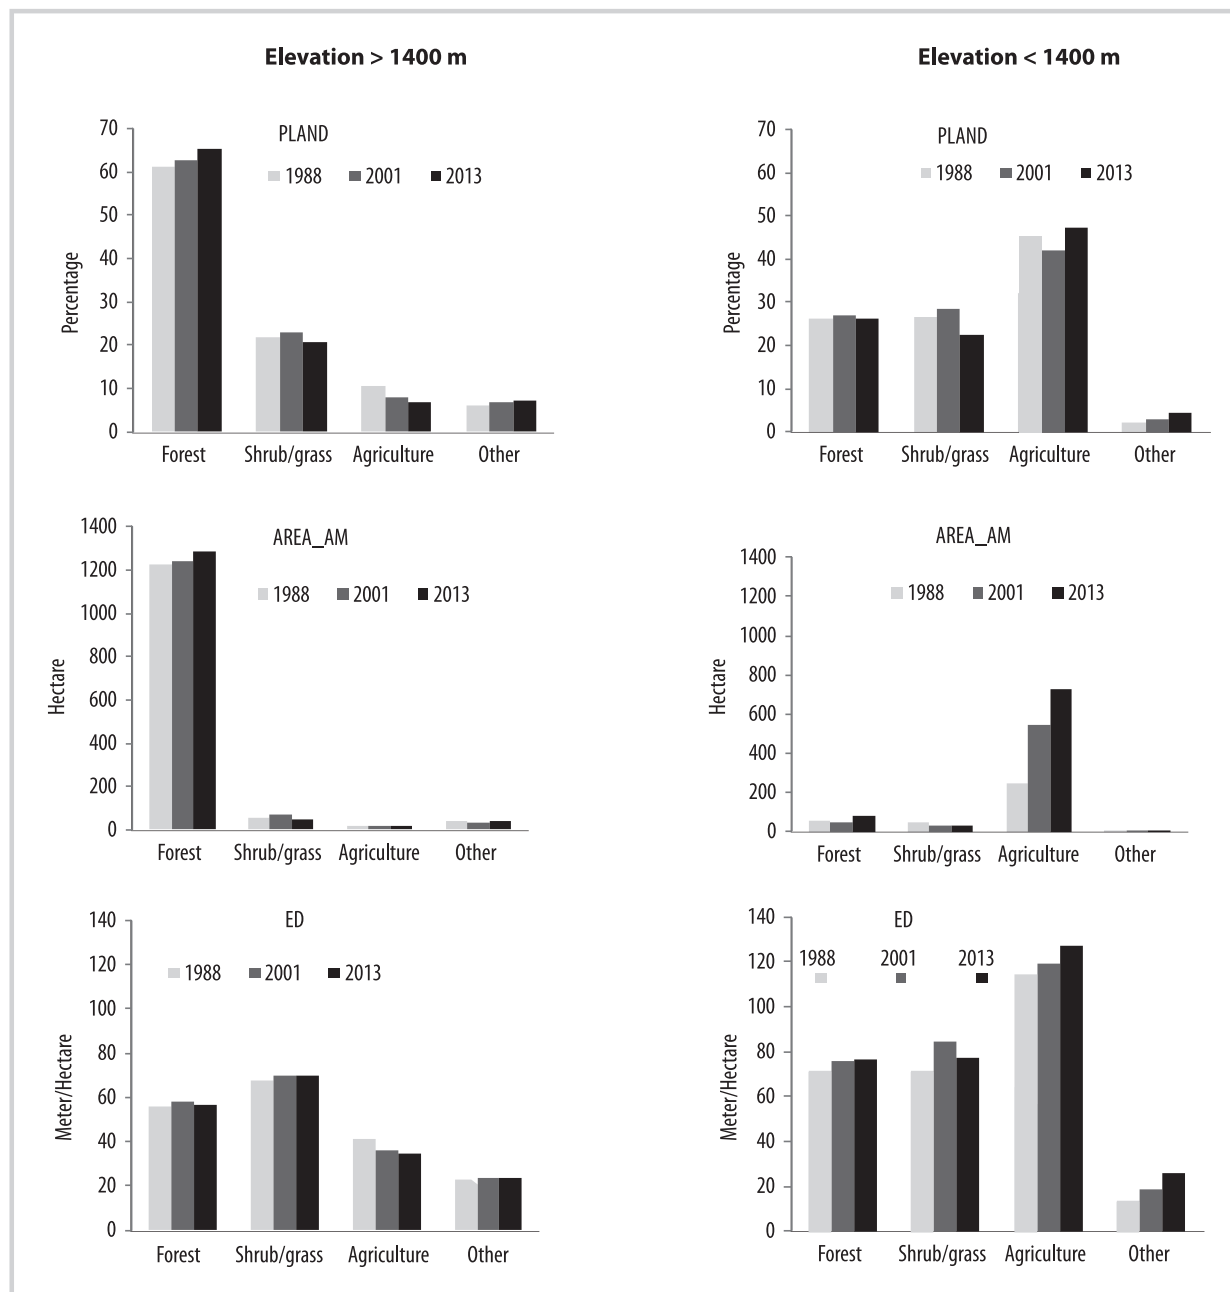 Elevation > 1400 m
Elevation < 1400 m
PLAND
1988 2001 2013
Percentage
70
60
50
40
30
20
10
0
Forest Shrub/grass Agriculture Other
PLAND
1988 2001 2013
Percentage
70
60
50
40
30
20
10
0
Forest Shrub/grass Agriculture Other
AREA_AM
1988 2001 2013
Hectare
1400
1200
1000
800
600
400
200
0
Forest Shrub/grass Agriculture Other
AREA_AM
1988 2001 2013
Hectare
1400
1200
1000
800
600
400
200
0
Forest Shrub/grass Agriculture Other
ED
1988 2001 2013
Meter/Hectare
140
120
100
80
60
40
20
0
Forest Shrub/grass Agriculture Other
ED
1988 2001 2013
Meter/Hectare
140
120
100
80
60
40
20
0
Forest Shrub/grass Agriculture Other